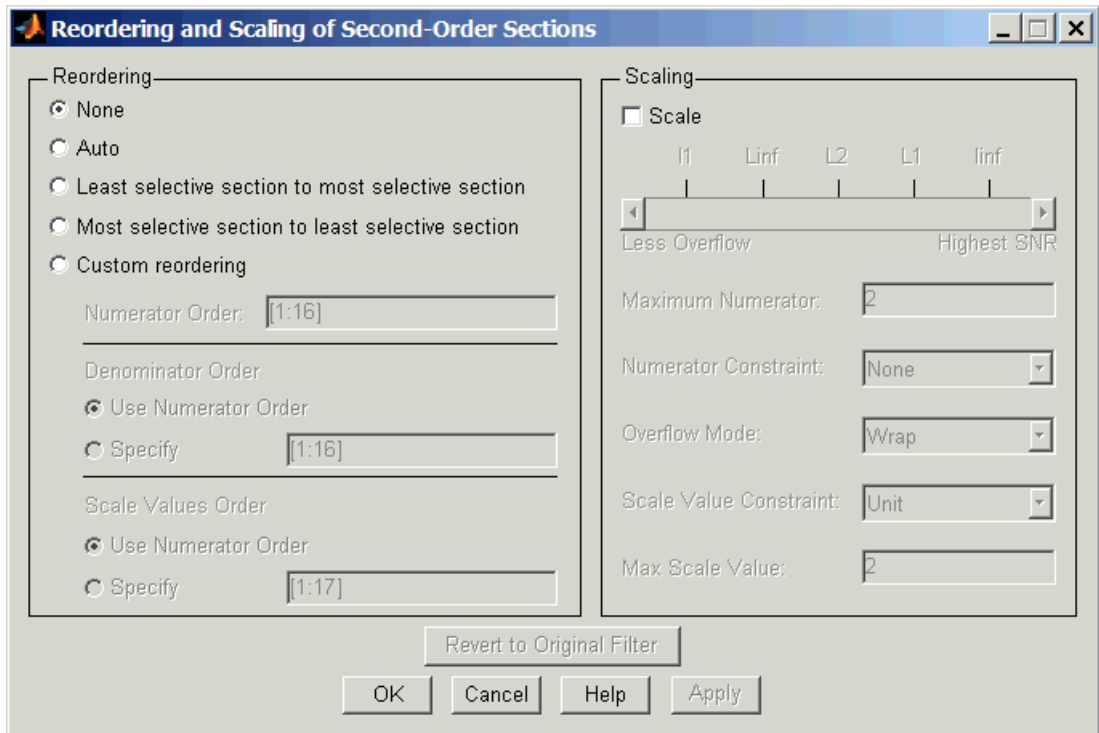 Reordering and Scaling of Second-Order Sections
Reordering
None
Auto
Least selective section to most selective section
Most selective section to least selective section
Custom reordering
Numerator Order: [1:16]
Denominator Order
Use Numerator Order
Specify [1:16]
Scale Values Order
Use Numerator Order
Specify [1:17]
Scaling
Scale
l1 Linf L2 L1 linf
Less Overflow Highest SNR
Maximum Numerator: 2
Numerator Constraint: None
Overflow Mode: Wrap
Scale Value Constraint: Unit
Max Scale Value: 2
Revert to Original Filter
OK Cancel Help Apply